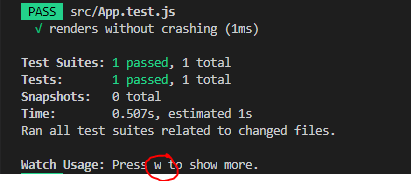 PASS src/App.test.js
√ renders without crashing (1ms)
Test Suites: 1 passed, 1 total
Tests: 1 passed, 1 total
Snapshots: 0 total
Time: 0.507s, estimated 1s
Ran all test suites related to changed files.
Watch Usage: Press w to show more.